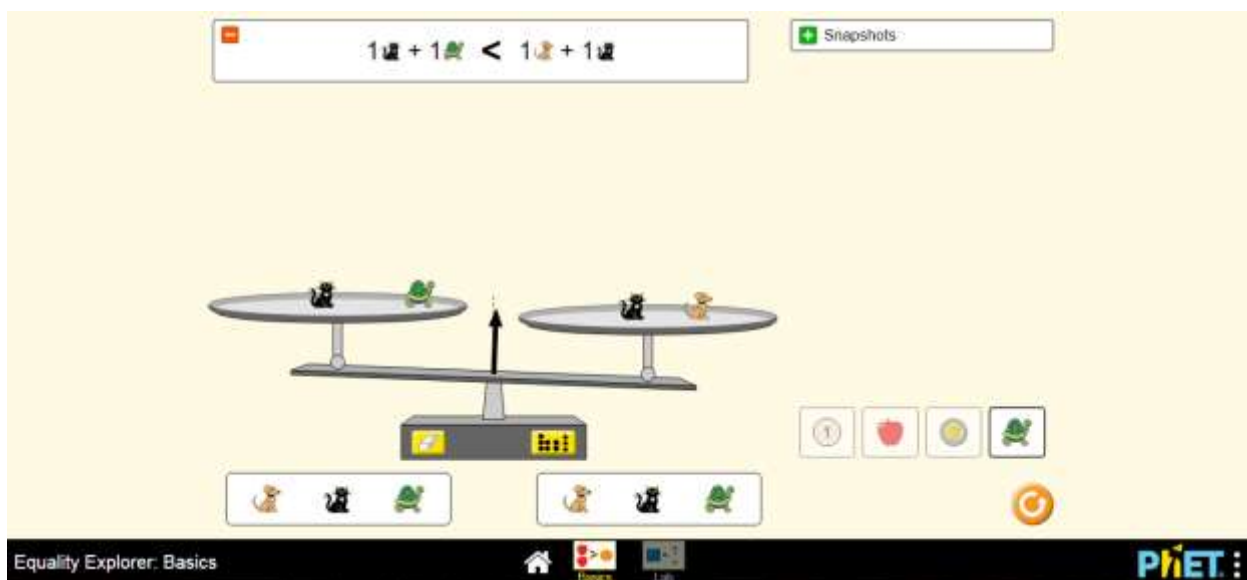 1 + 1 < 1 + 1
Snapshots
1
Equality Explorer: Basics
Basics
Lab
PhET